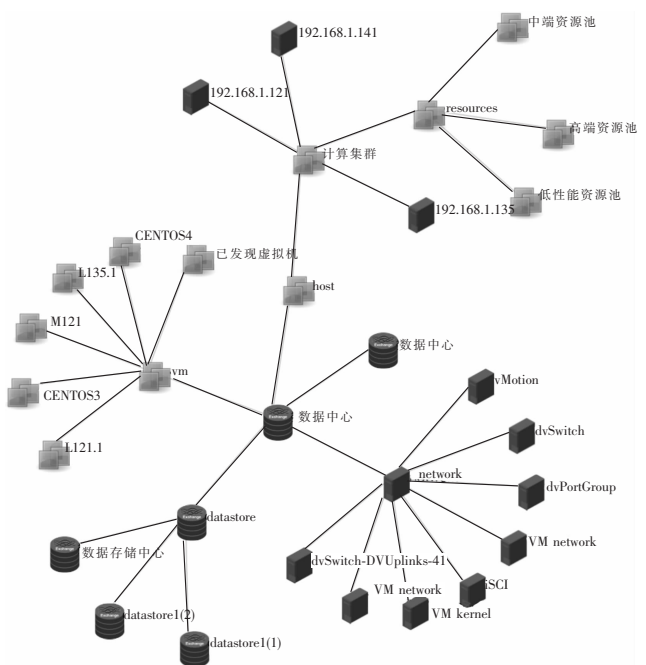 中端资源池
192.168.1.141
192.168.1.121
resources
高端资源池
计算集群
低性能资源池
192.168.1.135
CENTOS4
已发现虚拟机
L135.1
host
M121
数据中心
vm
vMotion
CENTOS3
数据中心
dvSwitch
L121.1
network
dvPortGroup
datastore
VM network
数据存储中心
dvSwitch-DVUplinks-41
iSCI
VM network
datastore1(2)
VM kernel
datastore1(1)